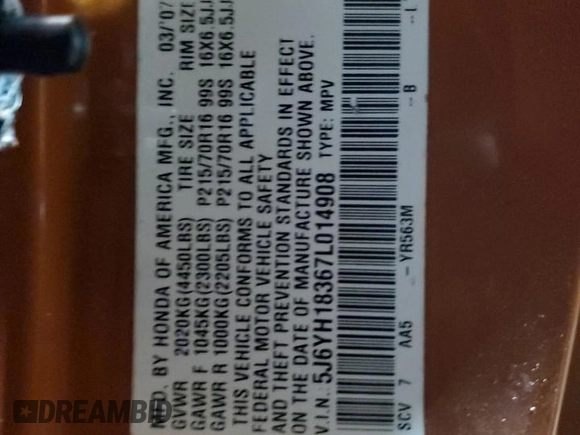 BY HONDA OF AMERICA MFG., INC. 03/'07
GVWR 2020KG(4450LBS) TIRE SIZE RIM SIZE
GAWR F 1045KG(2300LBS) P215/70R16 99S 16X6.5JJ
GAWR R 1000KG(2205LBS) P215/70R16 99S 16X6.5JJ
THIS VEHICLE CONFORMS TO ALL APPLICABLE
FEDERAL MOTOR VEHICLE SAFETY
AND THEFT PREVENTION STANDARDS IN EFFECT
ON THE DATE OF MANUFACTURE SHOWN ABOVE.
V.I.N.: 5J6YH18367L014908 TYPE: MPV
SCV 7 AA5 -- YR563M --B --L
DREAMBID